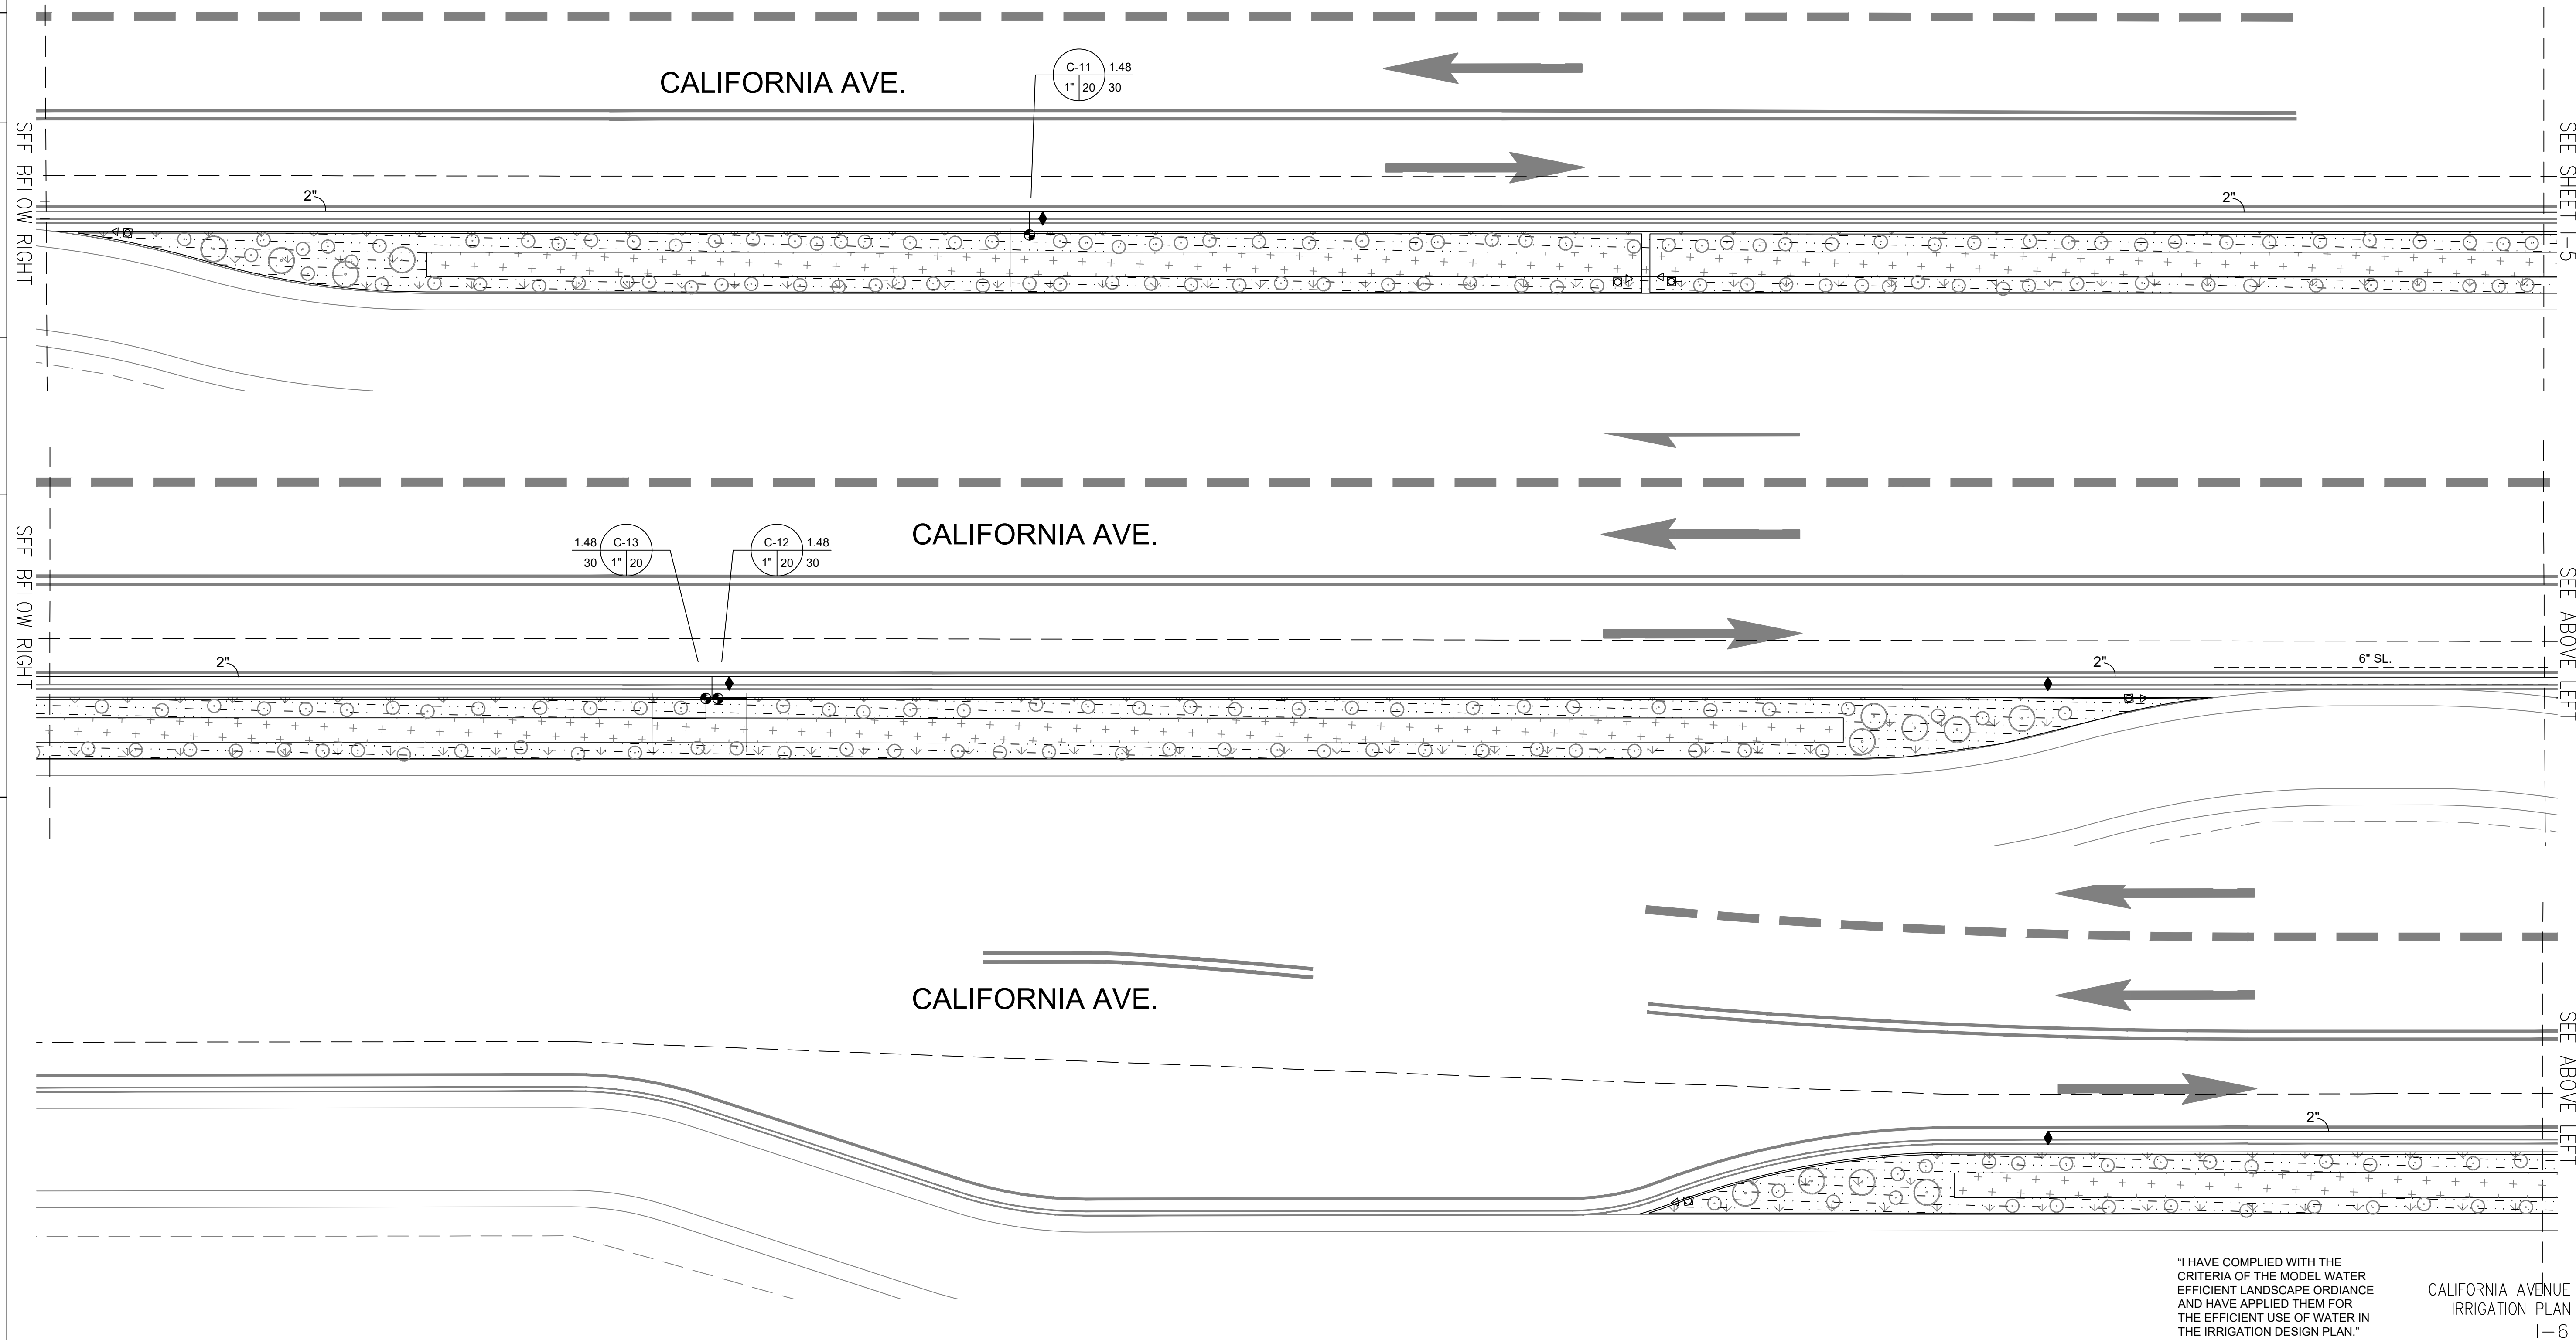 CALIFORNIA AVE.
C-11 1.48
1" 20 30
SEE BELOW RIGHT
SEE SHEET I-5
2"
2"
CALIFORNIA AVE.
1.48 C-13
30 1" 20
C-12 1.48
1" 20 30
SEE BELOW RIGHT
SEE ABOVE LEFT
2"
2"
6" SL.
CALIFORNIA AVE.
SEE ABOVE LEFT
2"
"I HAVE COMPLIED WITH THE
CRITERIA OF THE MODEL WATER
EFFICIENT LANDSCAPE ORDIANCE
AND HAVE APPLIED THEM FOR
THE EFFICIENT USE OF WATER IN
THE IRRIGATION DESIGN PLAN."
CALIFORNIA AVENUE
IRRIGATION PLAN
I-6